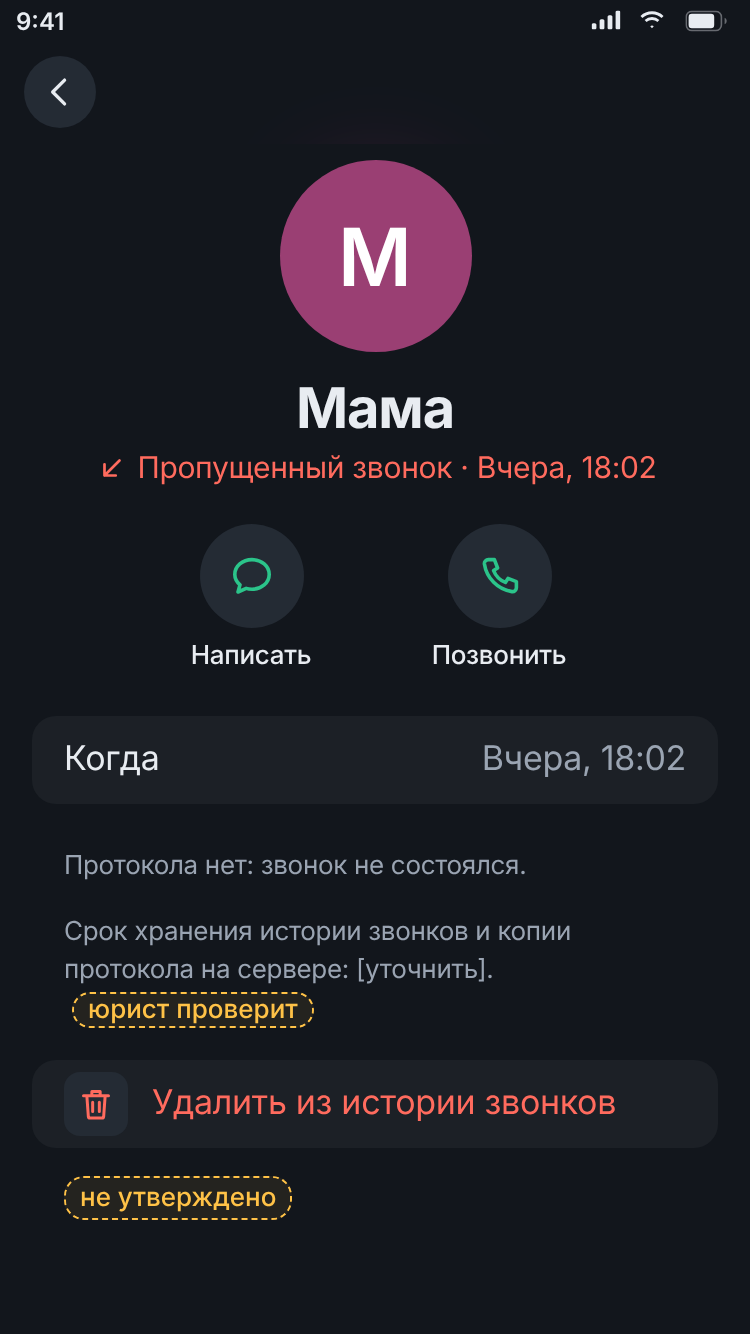 9:41
М
Мама
Пропущенный звонок · Вчера, 18:02
Написать
Позвонить
Когда
Вчера, 18:02
Протокола нет: звонок не состоялся.
Срок хранения истории звонков и копии
протокола на сервере: [уточнить].
юрист проверит
Удалить из истории звонков
не утверждено